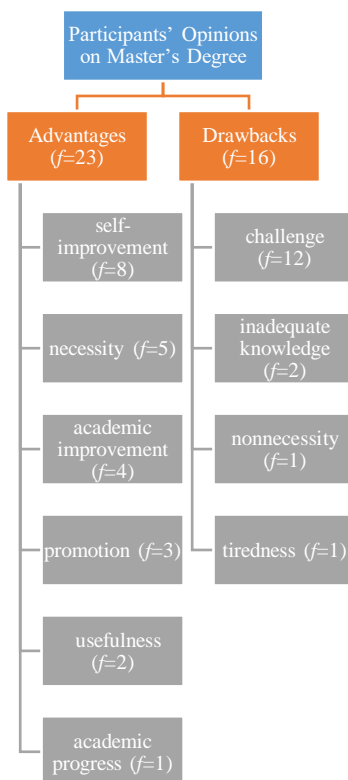 Participants' Opinions
on Master's Degree
Advantages
(f=23)
self-
improvement
(f=8)
necessity (f=5)
academic
improvement
(f=4)
promotion (f=3)
usefulness
(f=2)
academic
progress (f=1)
Drawbacks
(f=16)
challenge
(f=12)
inadequate
knowledge
(f=2)
nonnecessity
(f=1)
tiredness (f=1)